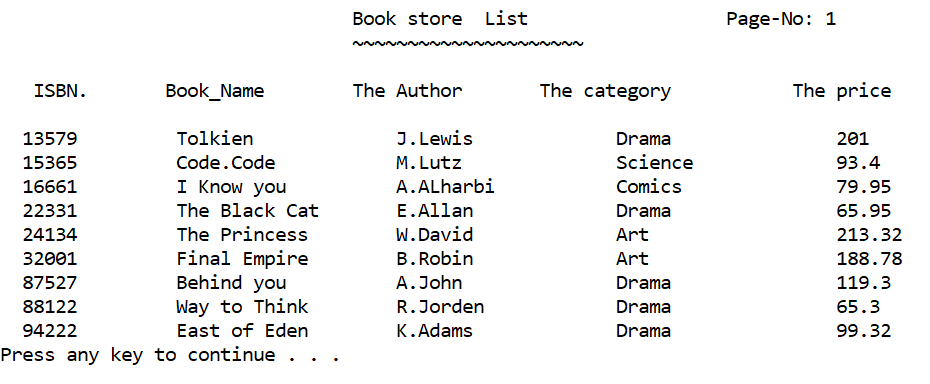 Book store  List                  Page-No: 1
~~~~~~~~~~~~~~~~~~~~~
ISBN.       Book_Name        The Author       The category           The price
13579         Tolkien             J.Lewis             Drama               201
15365         Code.Code           M.Lutz              Science             93.4
16661         I Know you          A.ALharbi           Comics              79.95
22331         The Black Cat       E.Allan             Drama               65.95
24134         The Princess        W.David             Art                 213.32
32001         Final Empire        B.Robin             Art                 188.78
87527         Behind you          A.John              Drama               119.3
88122         Way to Think        R.Jorden            Drama               65.3
94222         East of Eden        K.Adams             Drama               99.32
Press any key to continue . . .